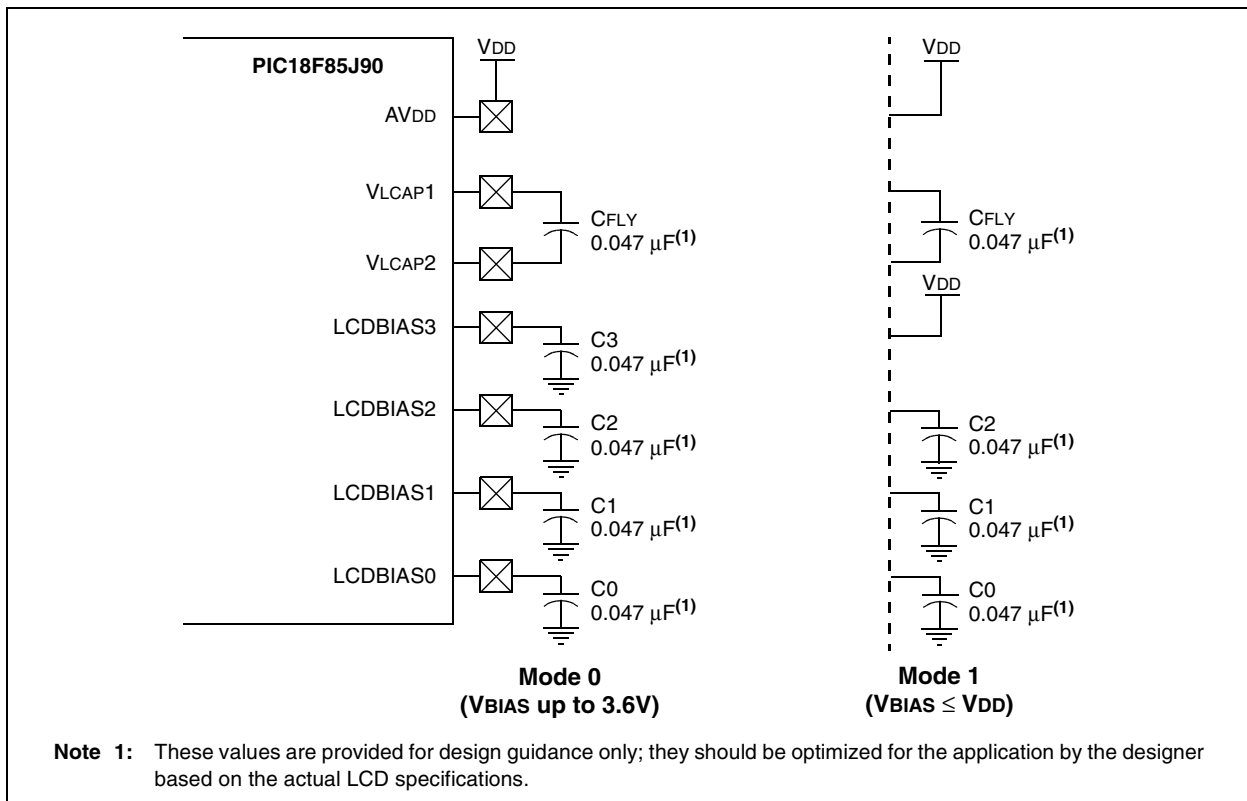 PIC18F85J90
VDD
VDD
AVDD
VLCAP1
CFLY
0.047 µF(1)
CFLY
0.047 µF(1)
VLCAP2
VDD
LCDBIAS3
C3
0.047 µF(1)
LCDBIAS2
C2
0.047 µF(1)
C2
0.047 µF(1)
LCDBIAS1
C1
0.047 µF(1)
C1
0.047 µF(1)
LCDBIAS0
C0
0.047 µF(1)
C0
0.047 µF(1)
Mode 0
(VBIAS up to 3.6V)
Mode 1
(VBIAS ≤ VDD)
Note 1: These values are provided for design guidance only; they should be optimized for the application by the designer
based on the actual LCD specifications.